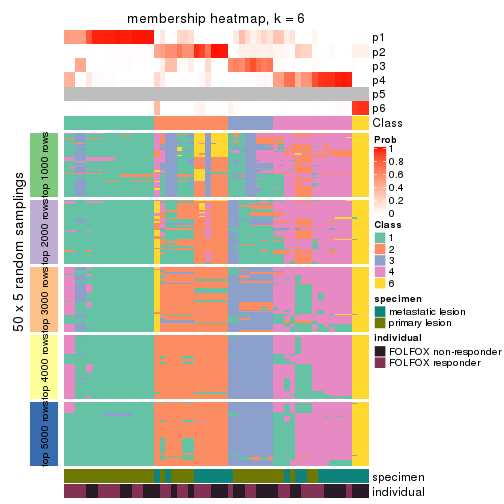 membership heatmap, k = 6
p1
p2
p3
p4
p5
p6
Class
50 x 5 random samplings
top 1000 rows
top 2000 rows
top 3000 rows
top 4000 rows
top 5000 rows
specimen
individual
Prob
1
0.8
0.6
0.4
0.2
0
Class
1
2
3
4
6
specimen
metastatic lesion
primary lesion
individual
FOLFOX non-responder
FOLFOX responder